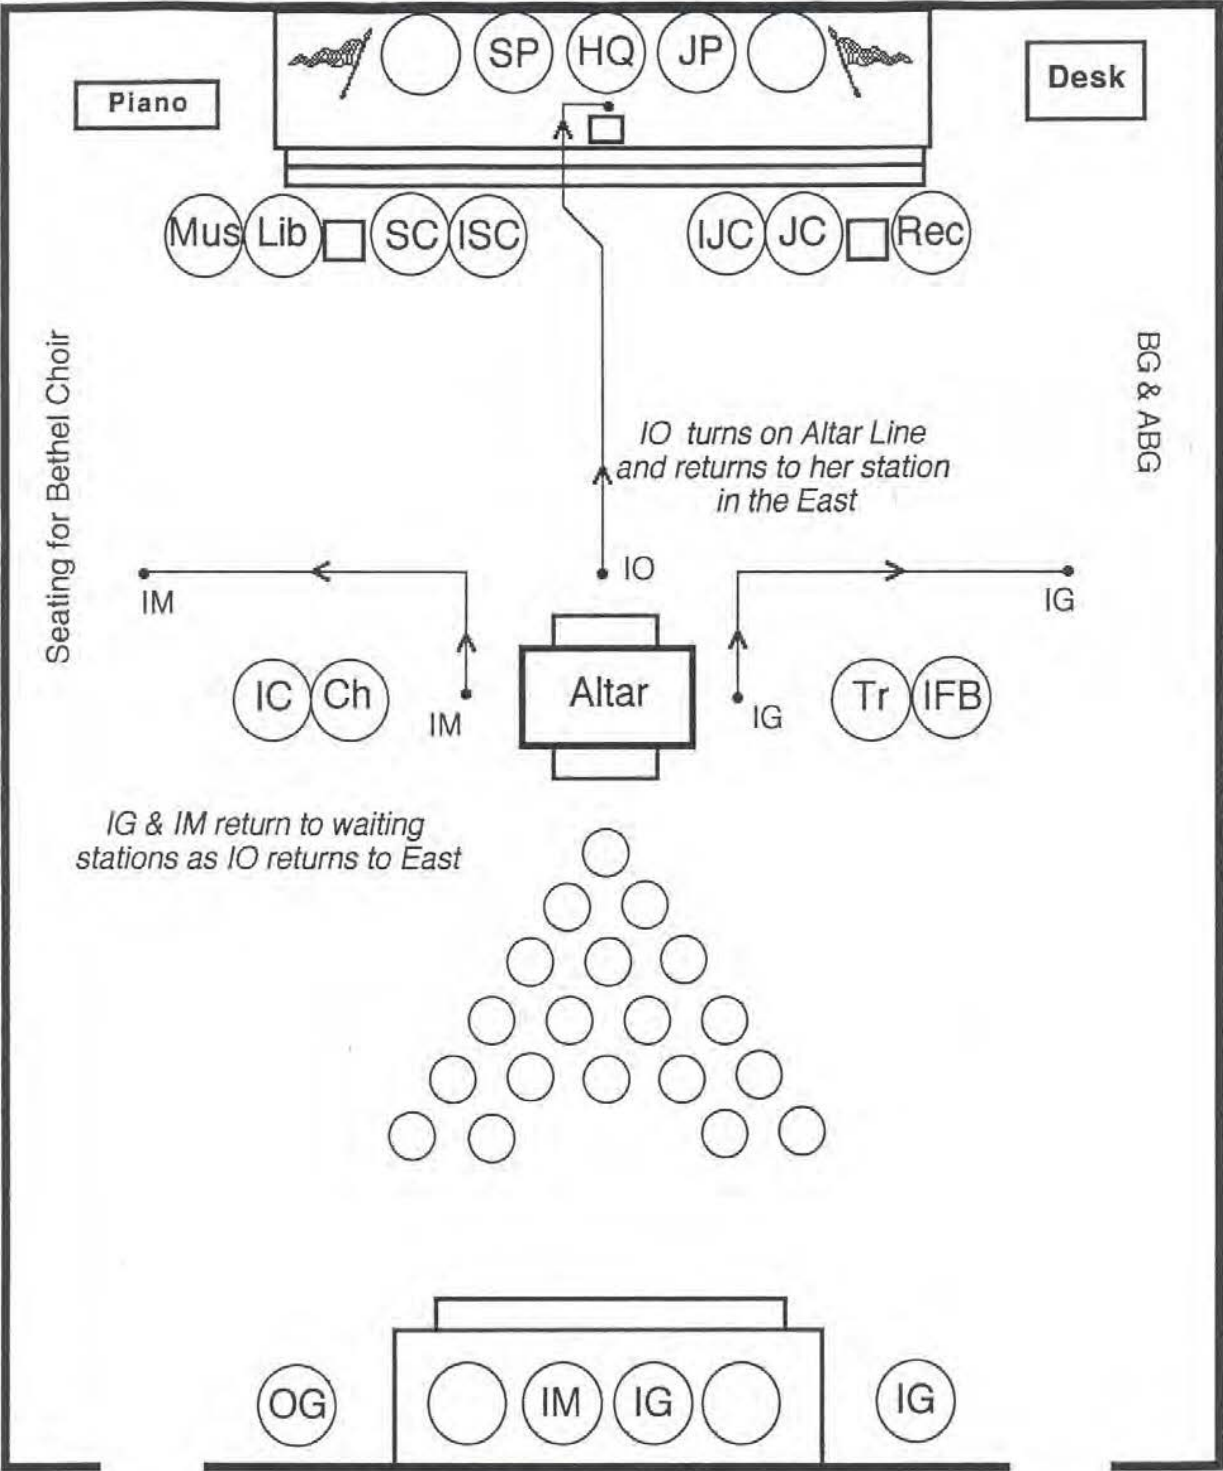 SP HQ JP
Piano
Desk
Mus Lib SC ISC IJC JC Rec
Seating for Bethel Choir
BG & ABG
IO turns on Altar Line
and returns to her station
in the East
IO
IM
IG
IC Ch
IM
Altar
IG
Tr IFB
IG & IM return to waiting
stations as IO returns to East
OG
IM IG
IG